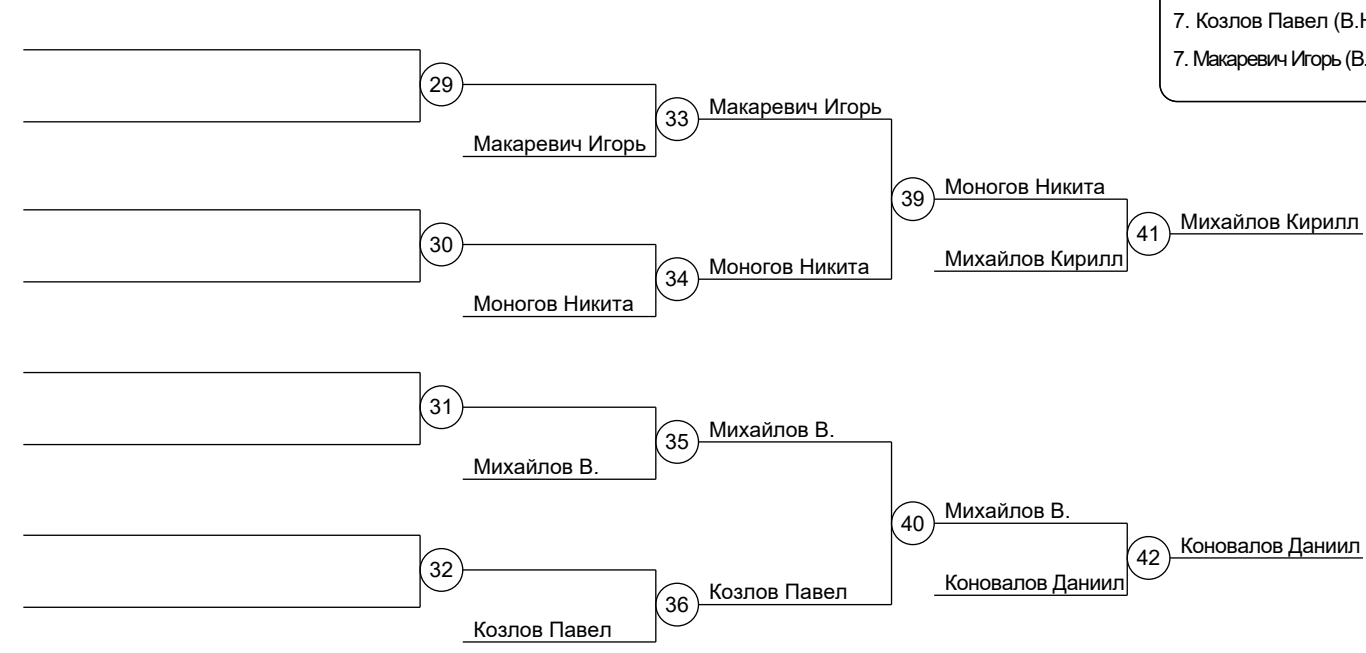 7. Козлов Павел (В.Н
7. Макаревич Игорь (В.
29
33
Макаревич Игорь
Макаревич Игорь
39
Моногов Никита
30
41
Михайлов Кирилл
34
Моногов Никита
Михайлов Кирилл
Моногов Никита
31
35
Михайлов В.
Михайлов В.
40
Михайлов В.
32
42
Коновалов Даниил
36
Козлов Павел
Коновалов Даниил
Козлов Павел